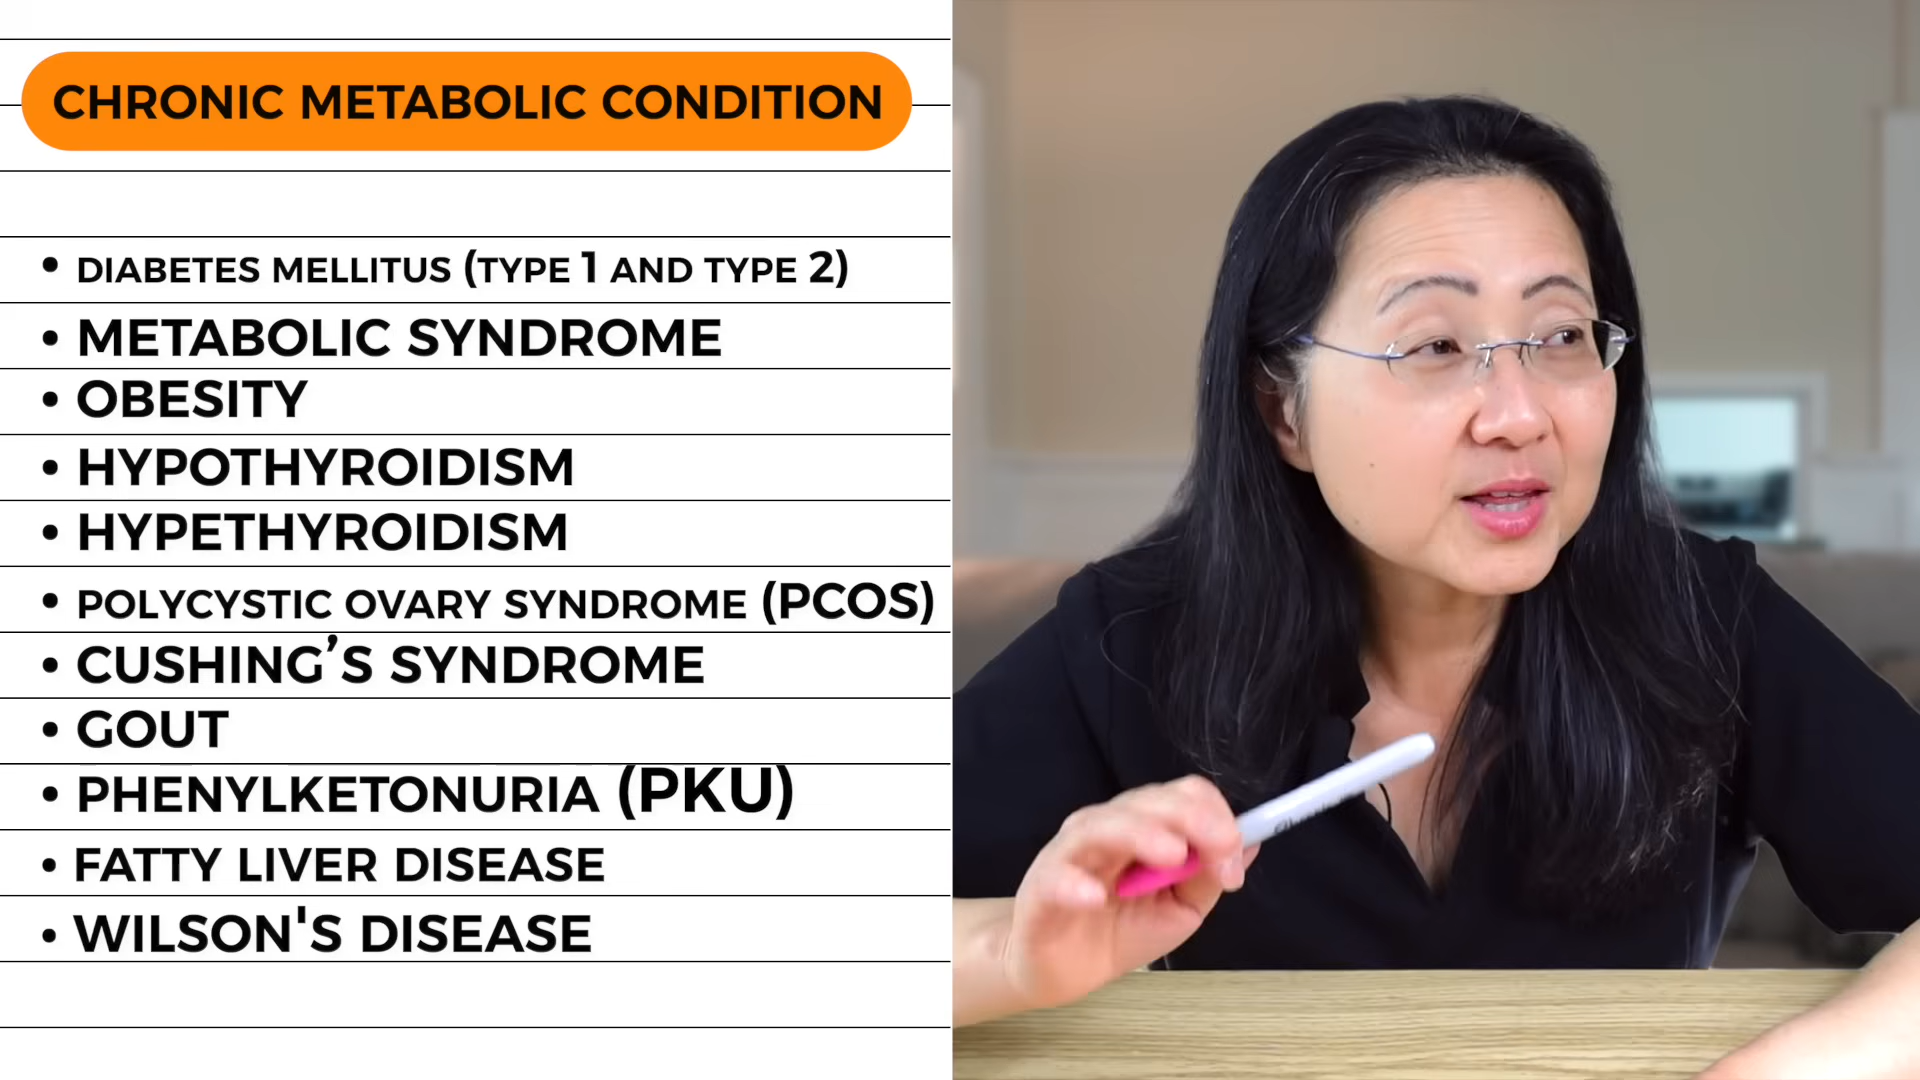 CHRONIC METABOLIC CONDITION
• DIABETES MELLITUS (TYPE 1 AND TYPE 2)
• METABOLIC SYNDROME
• OBESITY
• HYPOTHYROIDISM
• HYPETHYROIDISM
• POLYCYSTIC OVARY SYNDROME (PCOS)
• CUSHING’S SYNDROME
• GOUT
• PHENYLKETONURIA (PKU)
• FATTY LIVER DISEASE
• WILSON'S DISEASE